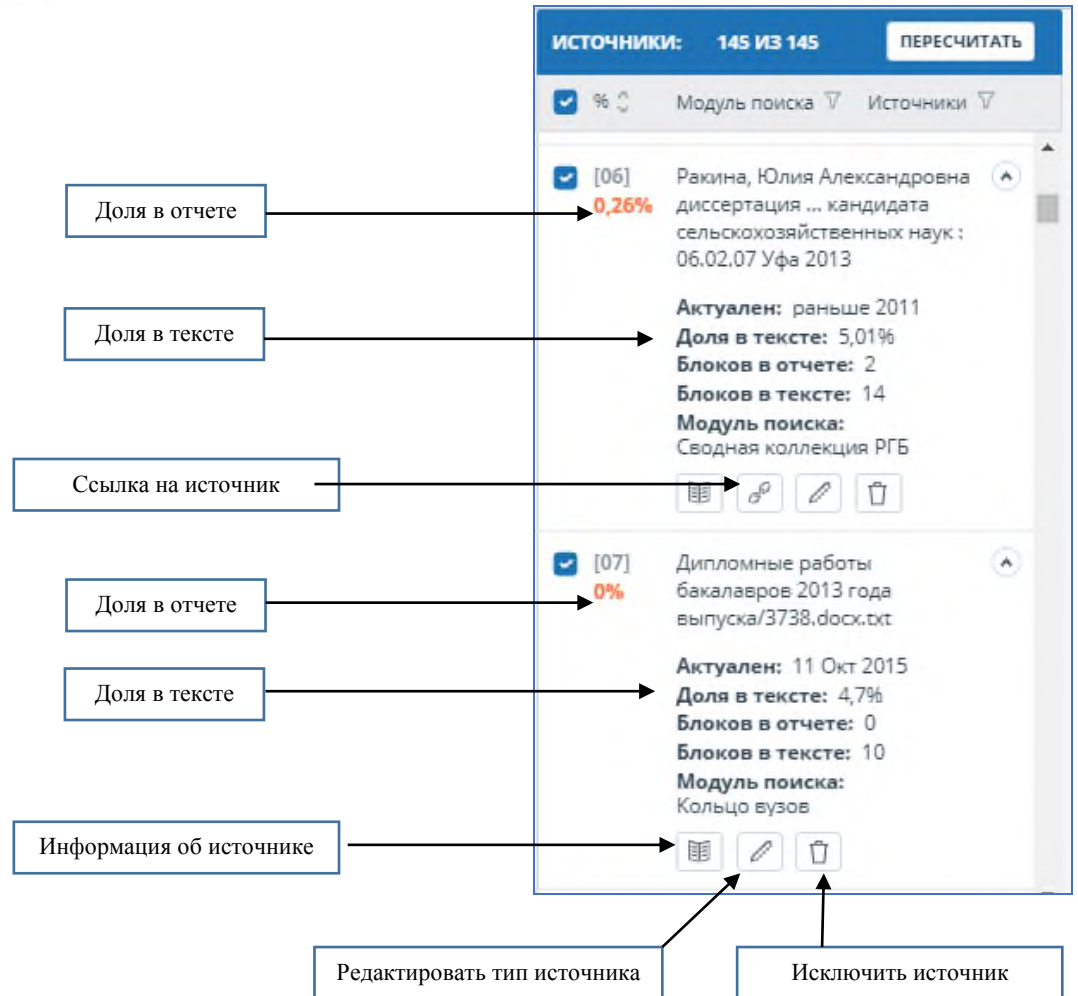 ИСТОЧНИКИ: 145 ИЗ 145 ПЕРЕСЧИТАТЬ
% Модуль поиска Источники
[06] Ракина, Юлия Александровна
0,26% диссертация ... кандидата
сельскохозяйственных наук :
06.02.07 Уфа 2013
Доля в отчете
Актуален: раньше 2011
Доля в тексте: 5,01%
Доля в тексте
Блоков в отчете: 2
Блоков в тексте: 14
Модуль поиска:
Сводная коллекция РГБ
Ссылка на источник
[07] Дипломные работы
0% бакалавров 2013 года
выпуска/3738.docx.txt
Доля в отчете
Актуален: 11 Окт 2015
Доля в тексте: 4,7%
Доля в тексте
Блоков в отчете: 0
Блоков в тексте: 10
Модуль поиска:
Кольцо вузов
Информация об источнике
Редактировать тип источника
Исключить источник